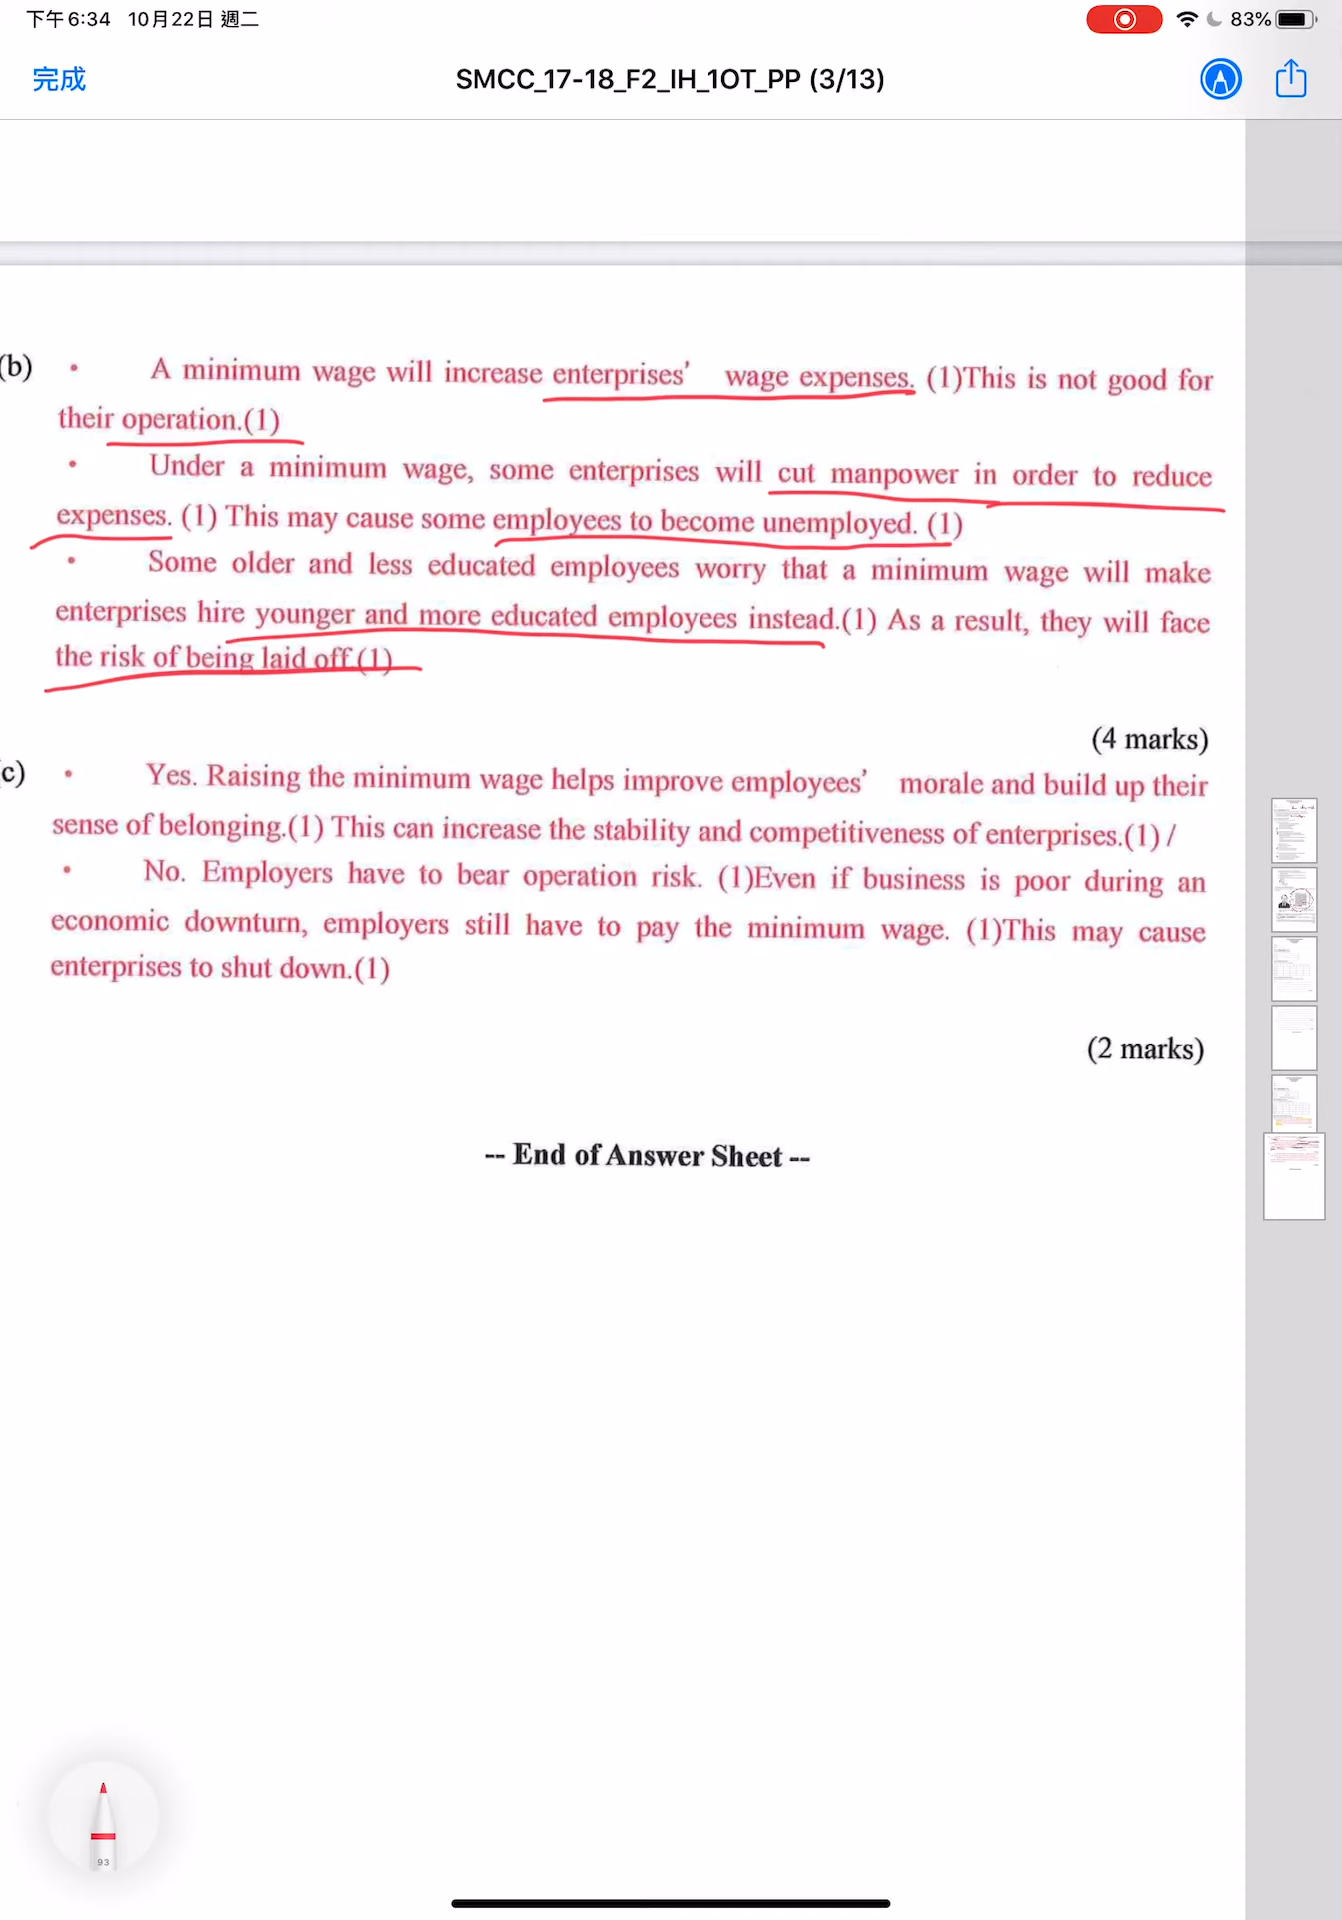 下午6:34 10月22日 週二 83%
完成 SMCC_17-18_F2_IH_1OT_PP (3/13)
(b) • A minimum wage will increase enterprises' wage expenses. (1)This is not good for
their operation.(1)
• Under a minimum wage, some enterprises will cut manpower in order to reduce
expenses. (1) This may cause some employees to become unemployed. (1)
• Some older and less educated employees worry that a minimum wage will make
enterprises hire younger and more educated employees instead.(1) As a result, they will face
the risk of being laid off.(1)
(4 marks)
c) • Yes. Raising the minimum wage helps improve employees' morale and build up their
sense of belonging.(1) This can increase the stability and competitiveness of enterprises.(1) /
• No. Employers have to bear operation risk. (1)Even if business is poor during an
economic downturn, employers still have to pay the minimum wage. (1)This may cause
enterprises to shut down.(1)
(2 marks)
-- End of Answer Sheet --
93